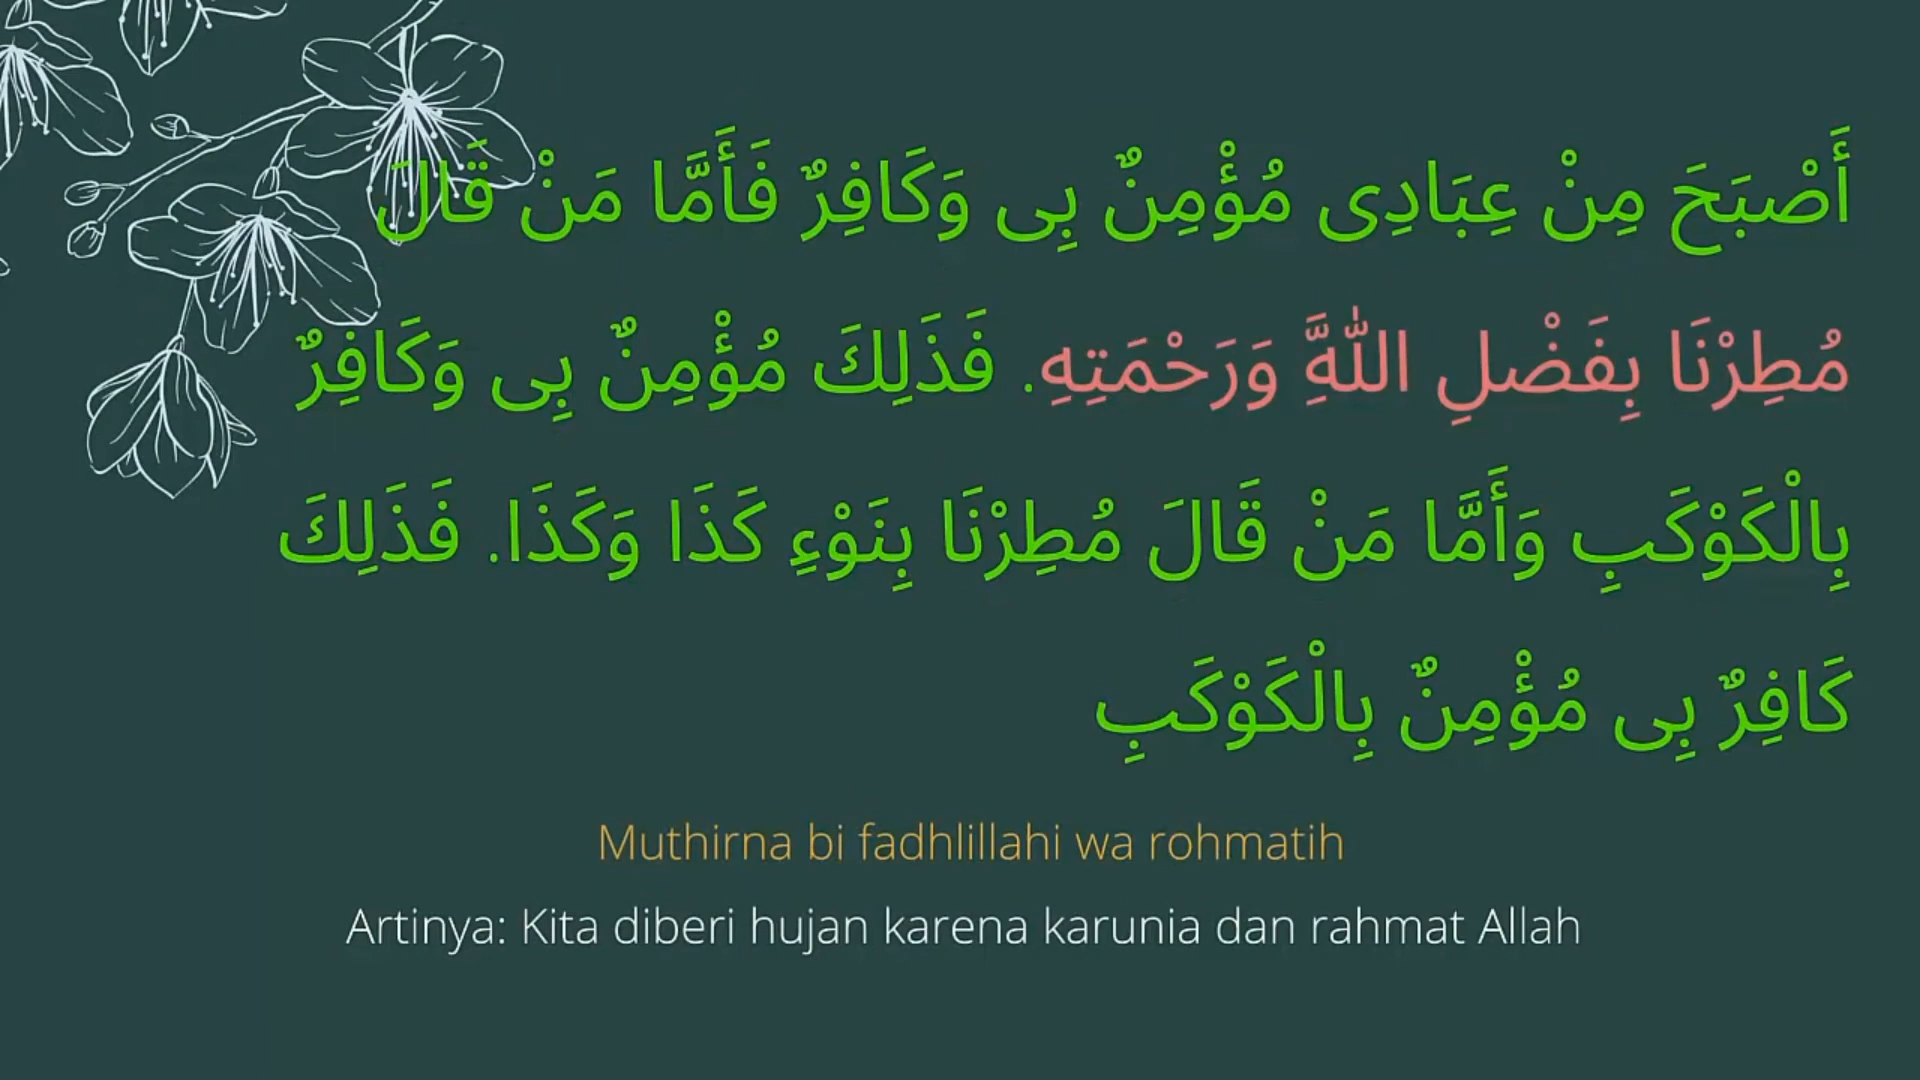 أَصْبَحَ مِنْ عِبَادِى مُؤْمِنٌ بِى وَكَافِرٌ فَأَمَّا مَنْ قَالَ
مُطِرْنَا بِفَضْلِ اللَّهِ وَرَحْمَتِهِ. فَذَلِكَ مُؤْمِنٌ بِى وَكَافِرٌ
بِالْكَوْكَبِ وَأَمَّا مَنْ قَالَ مُطِرْنَا بِنَوْءِ كَذَا وَكَذَا. فَذَلِكَ
كَافِرٌ بِى مُؤْمِنٌ بِالْكَوْكَبِ
Muthirna bi fadhlillahi wa rohmatih
Artinya: Kita diberi hujan karena karunia dan rahmat Allah